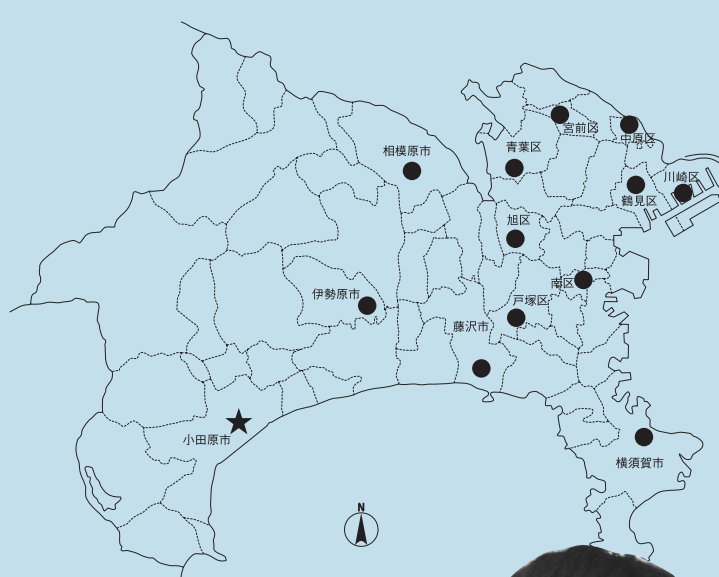 宮前区
中原区
青葉区
相模原市
川崎区
鶴見区
旭区
南区
伊勢原市
戸塚区
藤沢市
小田原市
横須賀市
N